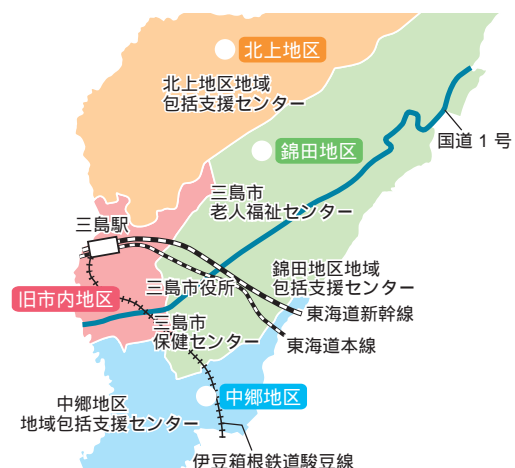 北上地区
北上地区地域
包括支援センター
国道1号
錦田地区
三島市
老人福祉センター
三島駅
錦田地区地域
包括支援センター
三島市役所
旧市内地区
東海道新幹線
三島市
保健センター
東海道本線
中郷地区
中郷地区
地域包括支援センター
伊豆箱根鉄道駿豆線